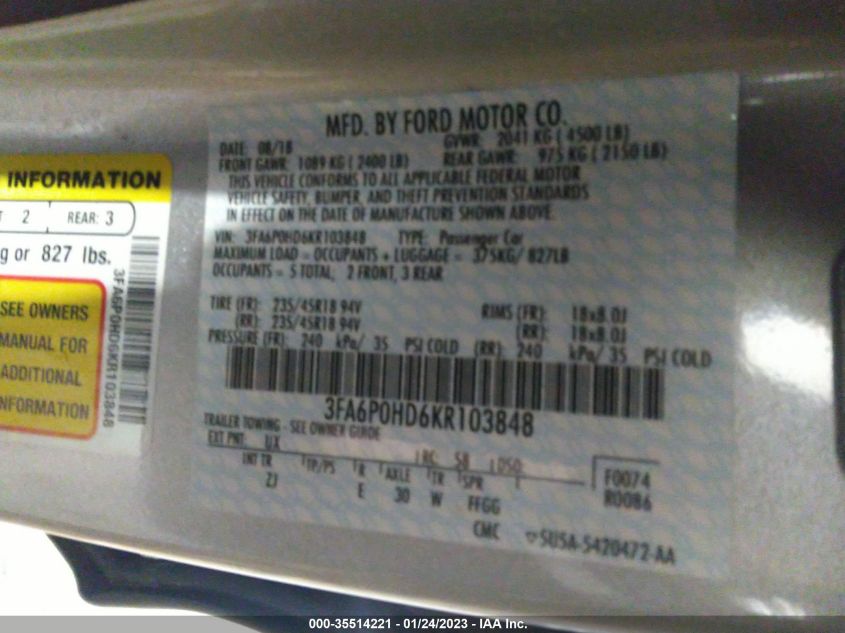 MFD. BY FORD MOTOR CO.
DATE: 08/18 GVWR: 2041 KG ( 4500 LB)
FRONT GAWR: 1089 KG ( 2400 LB) REAR GAWR: 975 KG ( 2150 LB)
THIS VEHICLE CONFORMS TO ALL APPLICABLE FEDERAL MOTOR
VEHICLE SAFETY, BUMPER, AND THEFT PREVENTION STANDARDS
IN EFFECT ON THE DATE OF MANUFACTURE SHOWN ABOVE.
VIN: 3FA6P0HD6KR103848 TYPE: Passenger Car
MAXIMUM LOAD = OCCUPANTS + LUGGAGE = 375KG/ 827LB
OCCUPANTS = 5 TOTAL, 2 FRONT, 3 REAR
TIRE (FR): 235/45R18 94V RIMS (FR): 18x8.0J
(RR): 235/45R18 94V (RR): 18x8.0J
PRESSURE (FR): 240 kPa/ 35 PSI COLD (RR): 240 kPa/ 35 PSI COLD
3FA6P0HD6KR103848
TRAILER TOWING - SEE OWNER GUIDE
EXT PNT: UX RC: 58 DSO:
INT TR TP/PS R AXLE TR SPR F0074
ZJ E 30 W FFGG R0086
CMC 5U5A-5420472-AA
INFORMATION
T 2 REAR: 3
g or 827 lbs.
SEE OWNERS
MANUAL FOR
ADDITIONAL
INFORMATION
3FA6P0HD6KR103848
000-35514221 - 01/24/2023 - IAA Inc.